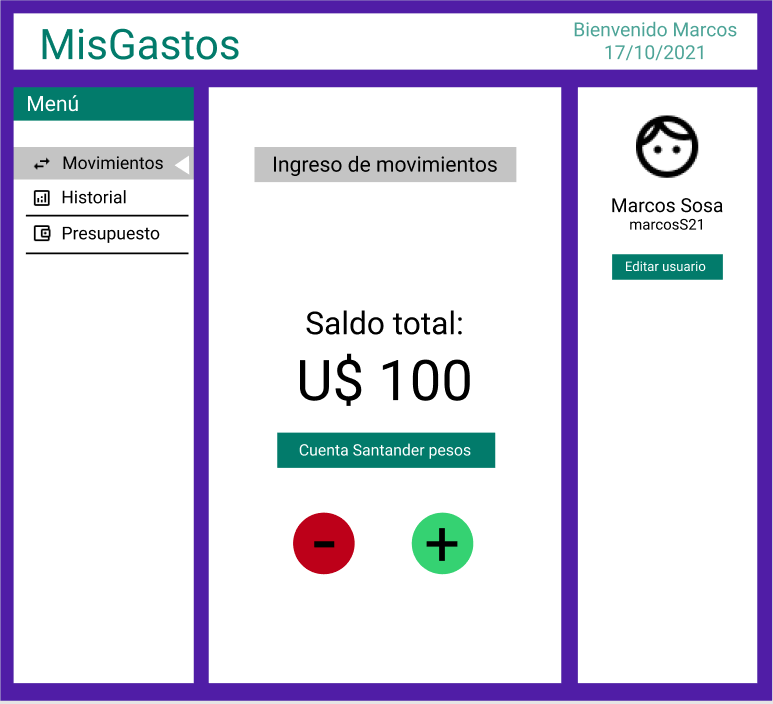 MisGastos
Bienvenido Marcos
17/10/2021
Menú
Movimientos
Historial
Presupuesto
Ingreso de movimientos
Saldo total:
U$ 100
Cuenta Santander pesos
-
+
Marcos Sosa
marcosS21
Editar usuario